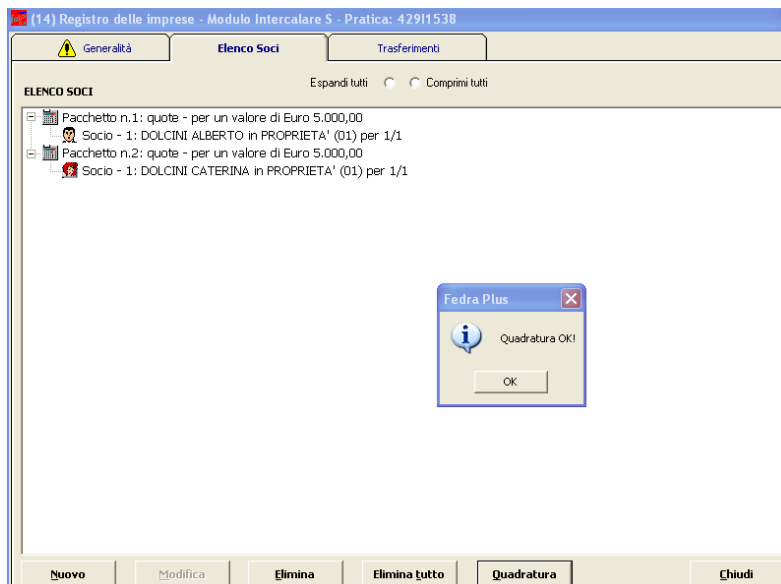 (14) Registro delle imprese - Modulo Intercalare S - Pratica: 429I1538
Generalità Elenco Soci Trasferimenti
ELENCO SOCI Espandi tutti Comprimi tutti
Pacchetto n.1: quote - per un valore di Euro 5.000,00
Socio - 1: DOLCINI ALBERTO in PROPRIETA' (01) per 1/1
Pacchetto n.2: quote - per un valore di Euro 5.000,00
Socio - 1: DOLCINI CATERINA in PROPRIETA' (01) per 1/1
Fedra Plus
Quadratura OK!
OK
Nuovo Modifica Elimina Elimina tutto Quadratura Chiudi